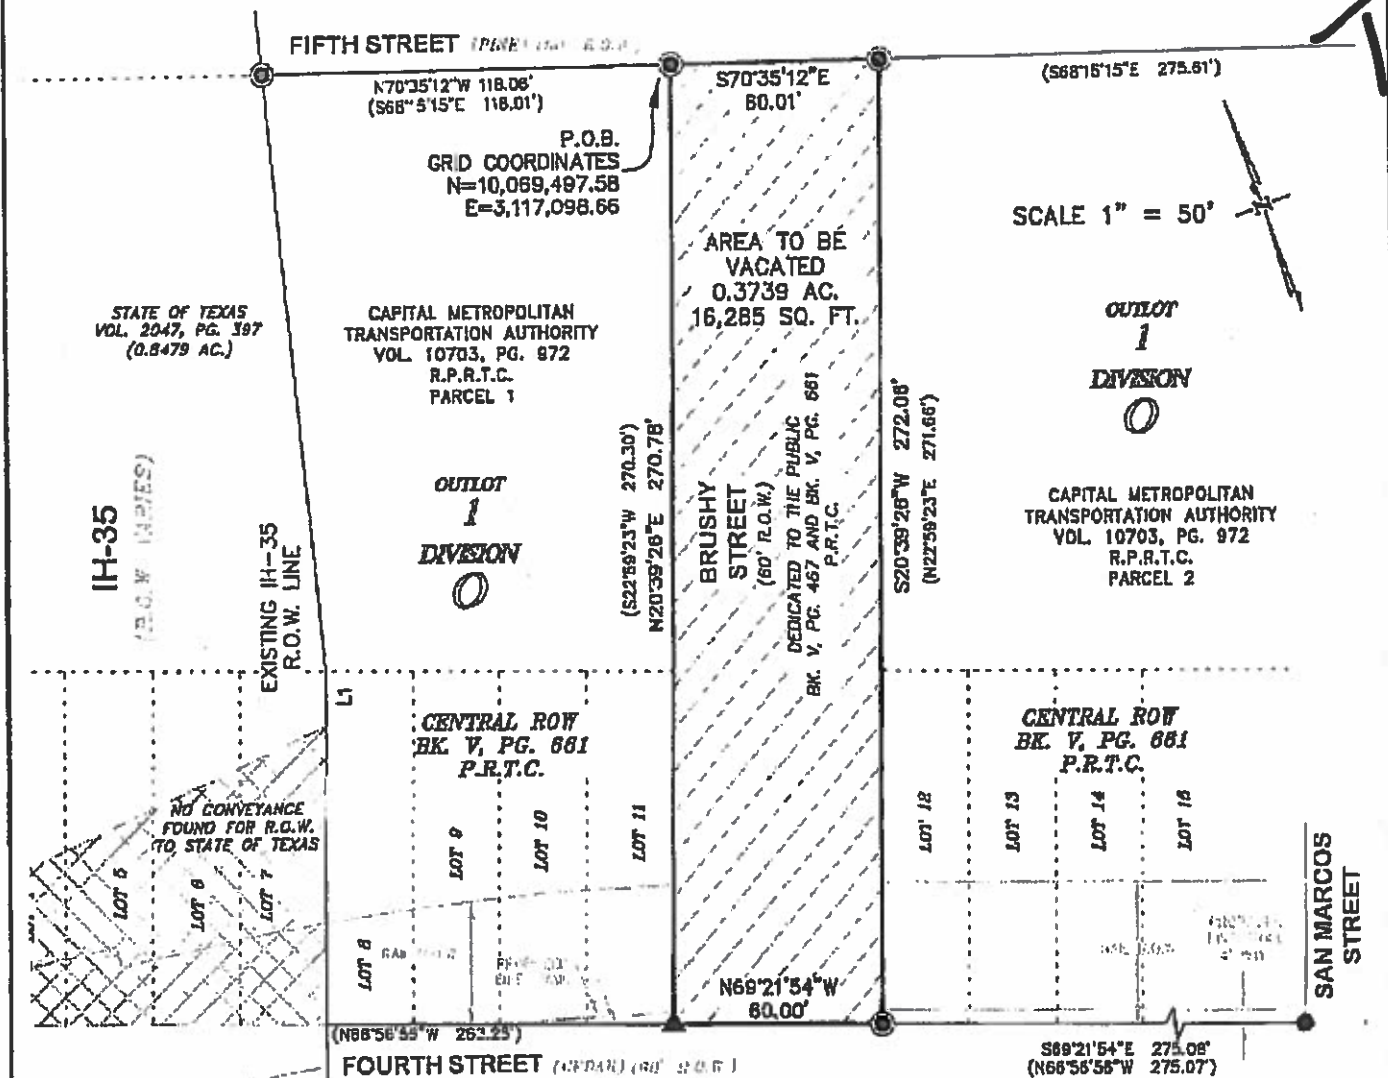 FIFTH STREET (PINE)
N70°35'12"W 118.06'
(S68°15'15"E 118.01')
S70°35'12"E
60.01'
(S68°15'15"E 275.61')
P.O.B.
GRID COORDINATES
N=10,069,497.58
E=3,117,098.66
SCALE 1" = 50'
AREA TO BE
VACATED
0.3739 AC.
16,285 SQ. FT.
STATE OF TEXAS
VOL. 2047, PG. 397
(0.8479 AC.)
CAPITAL METROPOLITAN
TRANSPORTATION AUTHORITY
VOL. 10703, PG. 972
R.P.R.T.C.
PARCEL 1
OUTLOT
1
DIVISION
O
OUTLOT
1
DIVISION
O
CAPITAL METROPOLITAN
TRANSPORTATION AUTHORITY
VOL. 10703, PG. 972
R.P.R.T.C.
PARCEL 2
IH-35
(R.O.W. VARIES)
EXISTING IH-35
R.O.W. LINE
L1
(S22°59'23"W 270.30')
N20°39'26"E 270.78'
BRUSHY
STREET
(60' R.O.W.)
DEDICATED TO THE PUBLIC
BK. V, PG. 467 AND BK. V, PG. 661
P.R.T.C.
S20°39'26"W 272.06'
(N22°59'23"E 271.66')
CENTRAL ROW
BK. V, PG. 661
P.R.T.C.
CENTRAL ROW
BK. V, PG. 661
P.R.T.C.
NO CONVEYANCE
FOUND FOR R.O.W.
TO STATE OF TEXAS
LOT 5
LOT 6
LOT 7
LOT 8
LOT 9
LOT 10
LOT 11
LOT 12
LOT 13
LOT 14
LOT 15
SAN MARCOS
STREET
N69°21'54"W
60.00'
(N66°56'55"W 263.25')
FOURTH STREET (CEDAR) (60' R.O.W.)
S69°21'54"E 275.08'
(N66°56'56"W 275.07')